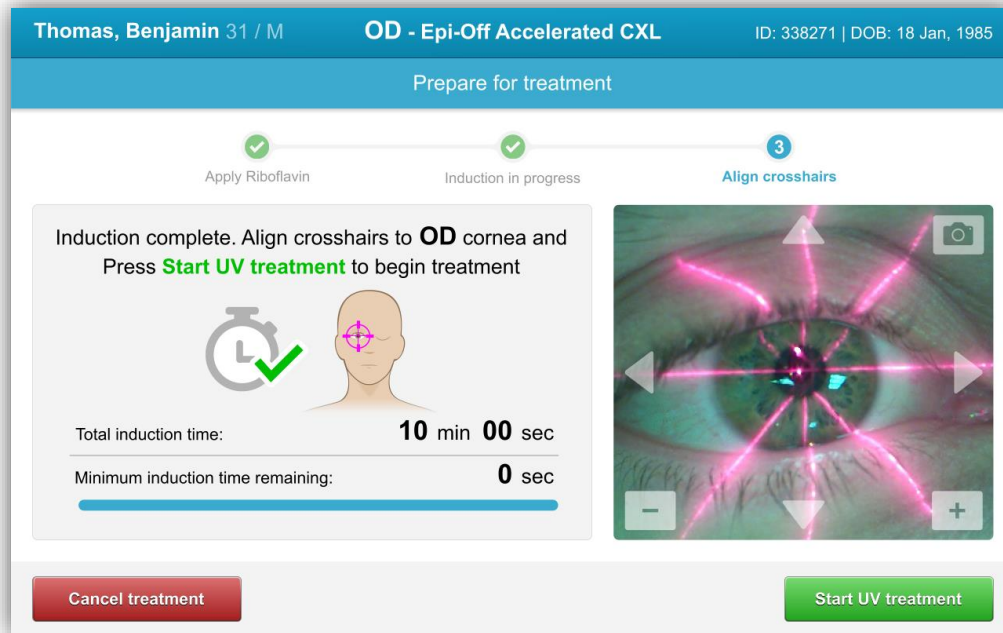 Thomas, Benjamin 31 / M OD - Epi-Off Accelerated CXL ID: 338271 | DOB: 18 Jan, 1985
Prepare for treatment
3
Apply Riboflavin Induction in progress Align crosshairs
Induction complete. Align crosshairs to OD cornea and
Press Start UV treatment to begin treatment
Total induction time: 10 min 00 sec
Minimum induction time remaining: 0 sec
− +
Cancel treatment Start UV treatment